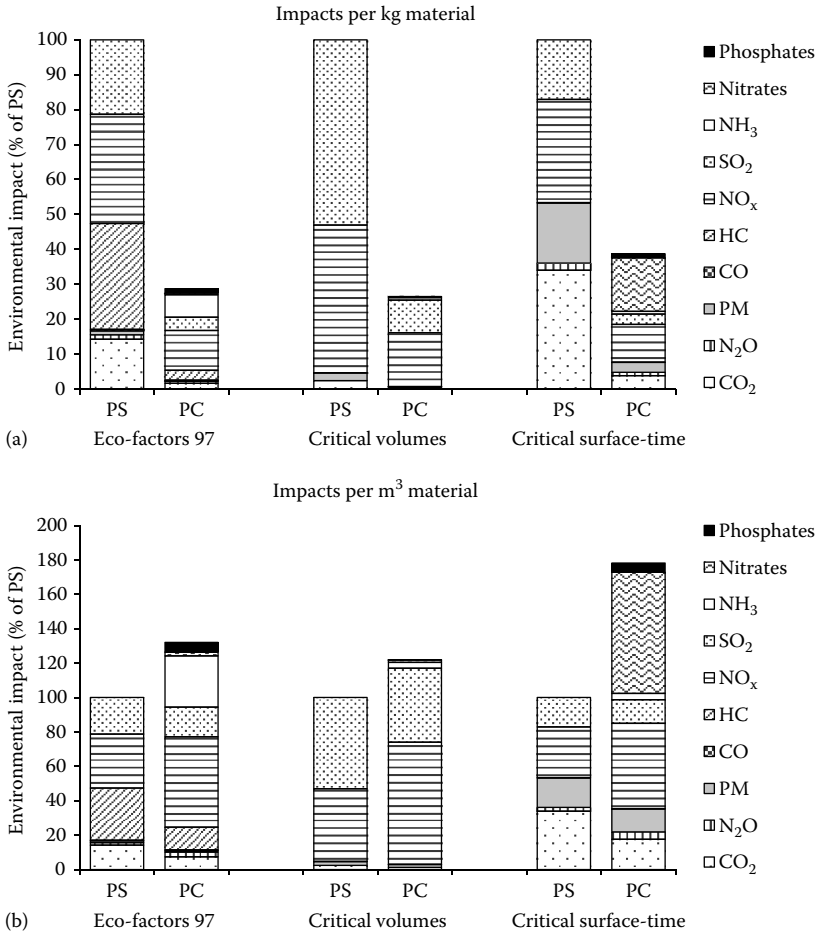 Impacts per kg material
Environmental impact (% of PS)
100
90
80
70
60
50
40
30
20
10
0
PS PC PS PC PS PC
(a) Eco-factors 97 Critical volumes Critical surface-time
Phosphates
Nitrates
NH₃
SO₂
NOₓ
HC
CO
PM
N₂O
CO₂
Impacts per m³ material
Environmental impact (% of PS)
200
180
160
140
120
100
80
60
40
20
0
PS PC PS PC PS PC
(b) Eco-factors 97 Critical volumes Critical surface-time
Phosphates
Nitrates
NH₃
SO₂
NOₓ
HC
CO
PM
N₂O
CO₂